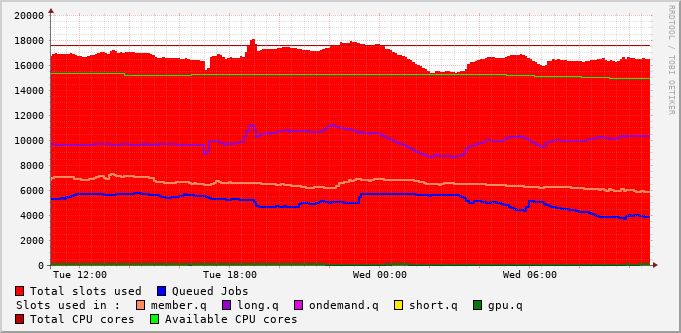 RRDTOOL / TOBI OETIKER
20000
18000
16000
14000
12000
10000
8000
6000
4000
2000
0
Tue 12:00 Tue 18:00 Wed 00:00 Wed 06:00
Total slots used Queued Jobs
Slots used in : member.q long.q ondemand.q short.q gpu.q
Total CPU cores Available CPU cores